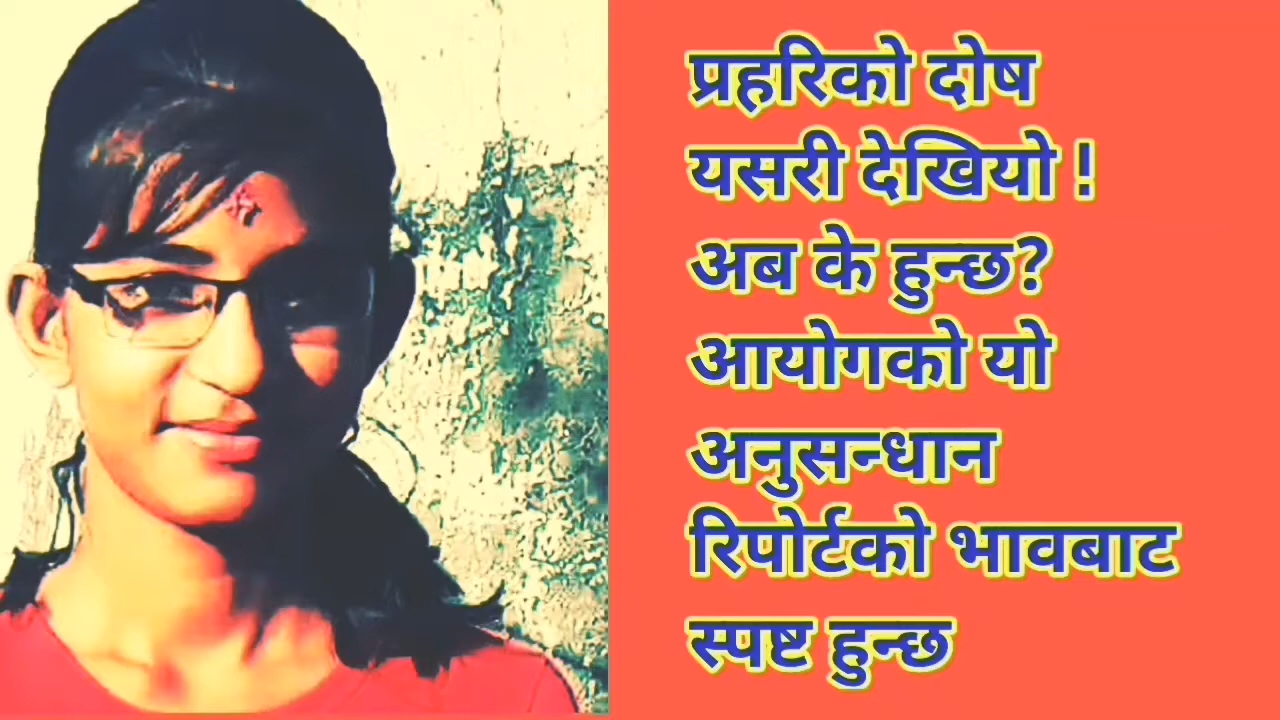 प्रहरिको दोष
यसरी देखियो !
अब के हुन्छ?
आयोगको यो
अनुसन्धान
रिपोर्टको भावबाट
स्पष्ट हुन्छ